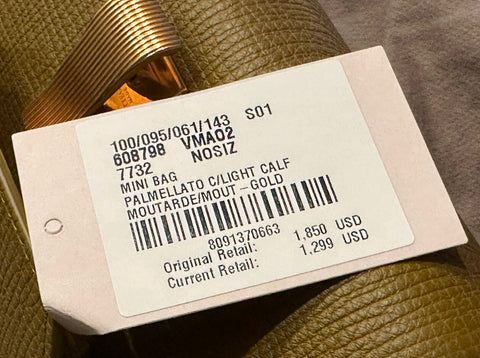 100/095/061/143 S01
608798 VMAO2
7732 NOSIZ
MINI BAG
PALMELLATO C/LIGHT CALF
MOUTARDE/MOUT-GOLD
8091370663
Original Retail: 1,850 USD
Current Retail: 1,299 USD